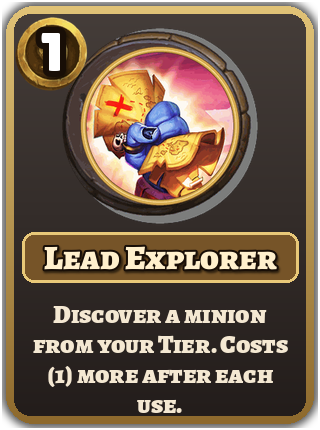 1
Lead Explorer
Discover a minion
from your Tier. Costs
(1) more after each
use.